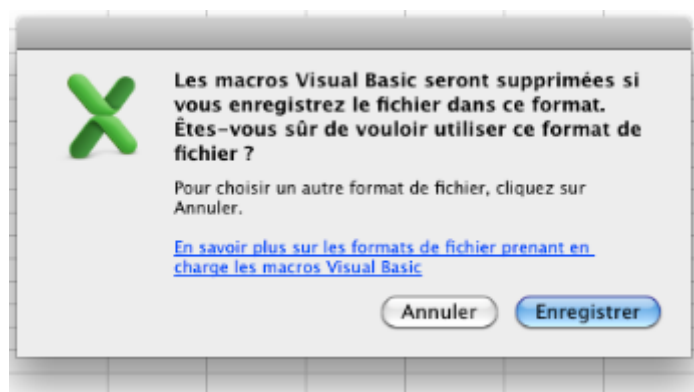 Les macros Visual Basic seront supprimées si
vous enregistrez le fichier dans ce format.
Êtes-vous sûr de vouloir utiliser ce format de
fichier ?
Pour choisir un autre format de fichier, cliquez sur
Annuler.
En savoir plus sur les formats de fichier prenant en
charge les macros Visual Basic
Annuler
Enregistrer